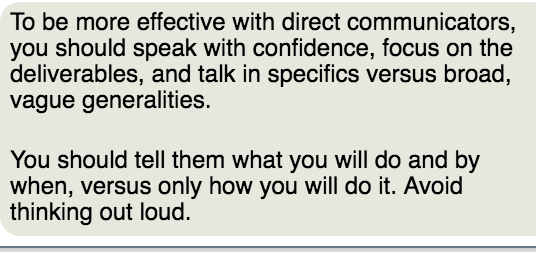 To be more effective with direct communicators,
you should speak with confidence, focus on the
deliverables, and talk in specifics versus broad,
vague generalities.
You should tell them what you will do and by
when, versus only how you will do it. Avoid
thinking out loud.